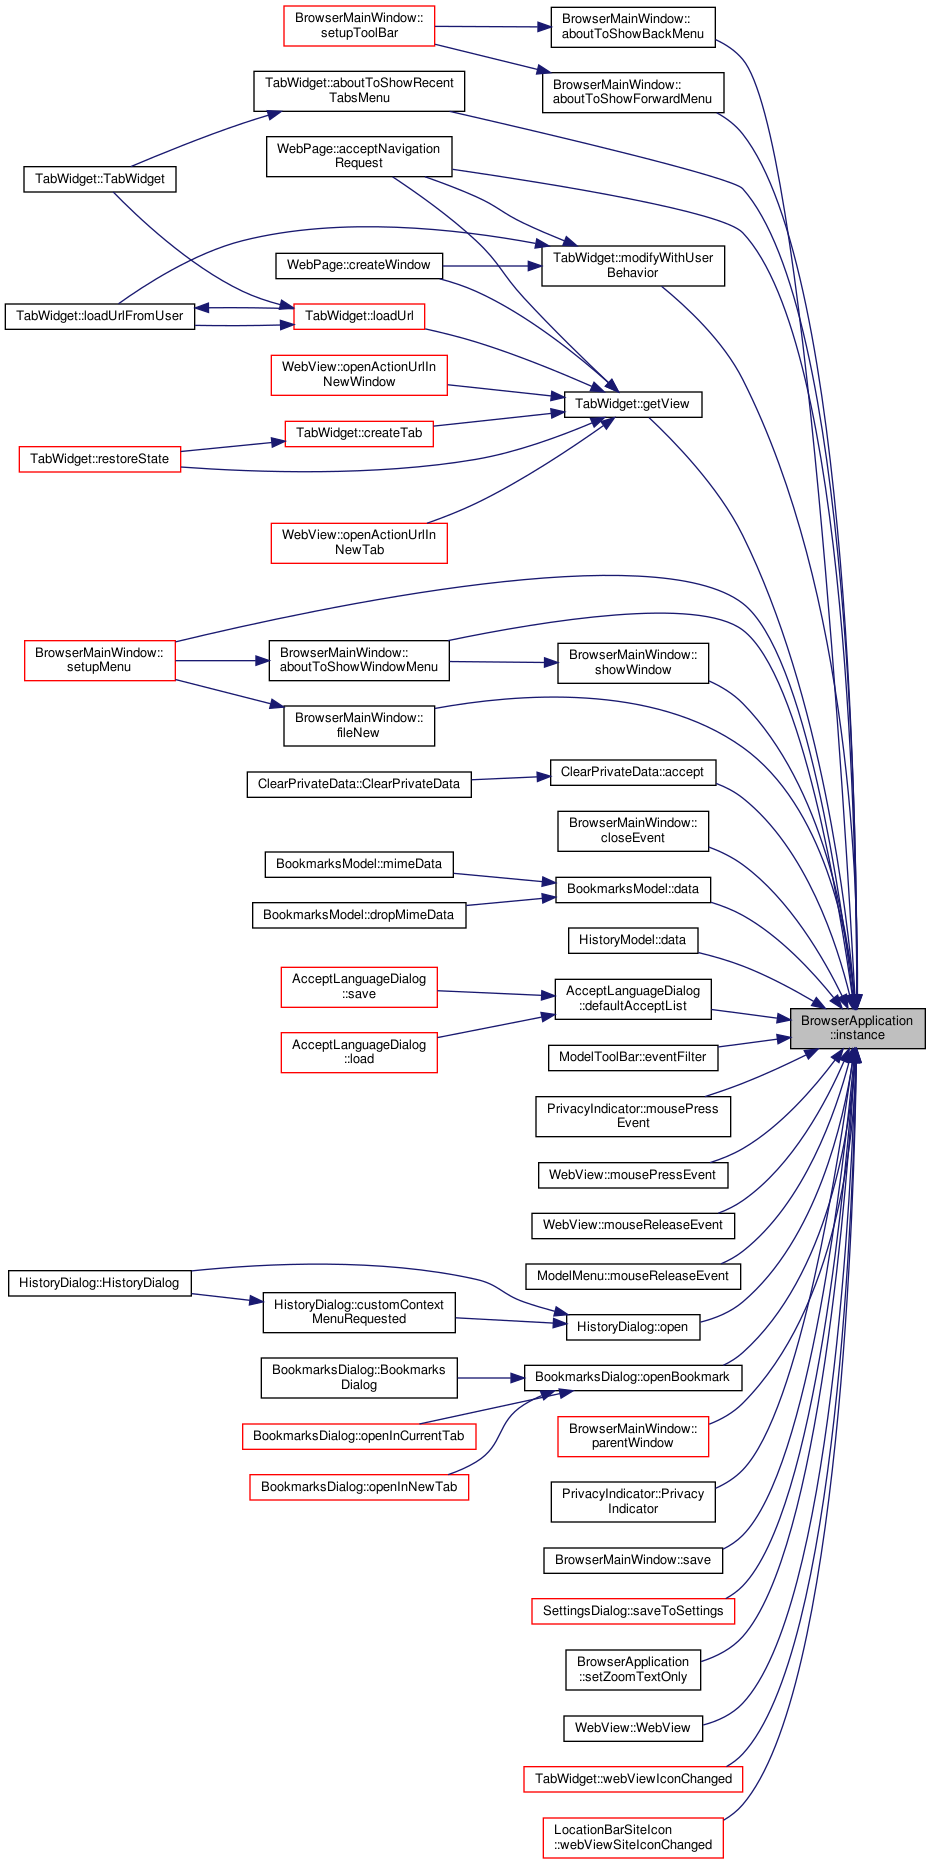 BrowserMainWindow::
setupToolBar
BrowserMainWindow::
aboutToShowBackMenu
TabWidget::aboutToShowRecent
TabsMenu
BrowserMainWindow::
aboutToShowForwardMenu
WebPage::acceptNavigation
Request
TabWidget::TabWidget
WebPage::createWindow
TabWidget::modifyWithUser
Behavior
TabWidget::loadUrlFromUser
TabWidget::loadUrl
WebView::openActionUrlIn
NewWindow
TabWidget::getView
TabWidget::createTab
TabWidget::restoreState
WebView::openActionUrlIn
NewTab
BrowserMainWindow::
setupMenu
BrowserMainWindow::
aboutToShowWindowMenu
BrowserMainWindow::
showWindow
BrowserMainWindow::
fileNew
ClearPrivateData::ClearPrivateData
ClearPrivateData::accept
BrowserMainWindow::
closeEvent
BookmarksModel::mimeData
BookmarksModel::data
BookmarksModel::dropMimeData
HistoryModel::data
AcceptLanguageDialog
::save
AcceptLanguageDialog
::defaultAcceptList
BrowserApplication
::instance
AcceptLanguageDialog
::load
ModelToolBar::eventFilter
PrivacyIndicator::mousePress
Event
WebView::mousePressEvent
WebView::mouseReleaseEvent
ModelMenu::mouseReleaseEvent
HistoryDialog::HistoryDialog
HistoryDialog::customContext
MenuRequested
HistoryDialog::open
BookmarksDialog::Bookmarks
Dialog
BookmarksDialog::openBookmark
BookmarksDialog::openInCurrentTab
BrowserMainWindow::
parentWindow
BookmarksDialog::openInNewTab
PrivacyIndicator::Privacy
Indicator
BrowserMainWindow::save
SettingsDialog::saveToSettings
BrowserApplication
::setZoomTextOnly
WebView::WebView
TabWidget::webViewIconChanged
LocationBarSiteIcon
::webViewSiteIconChanged